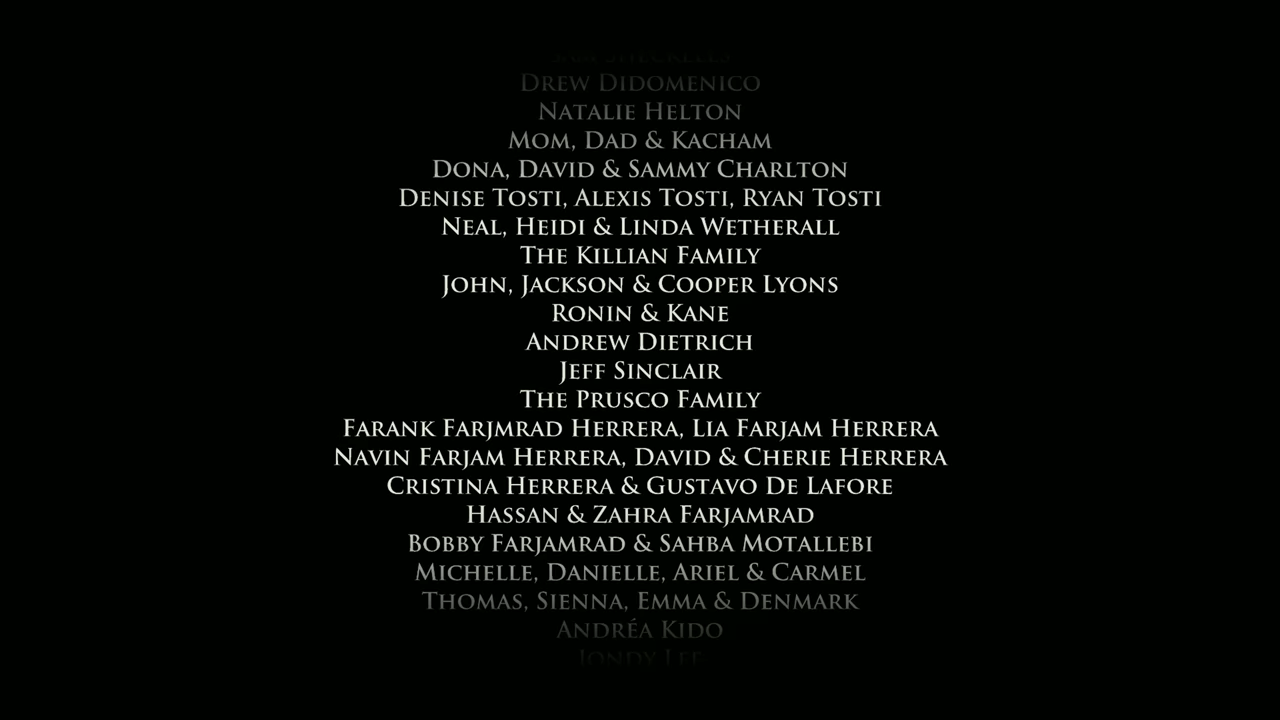 Drew DiDomenico
Natalie Helton
Mom, Dad & Kacham
Dona, David & Sammy Charlton
Denise Tosti, Alexis Tosti, Ryan Tosti
Neal, Heidi & Linda Wetherall
The Killian Family
John, Jackson & Cooper Lyons
Ronin & Kane
Andrew Dietrich
Jeff Sinclair
The Prusco Family
Farank Farjmrad Herrera, Lia Farjam Herrera
Navin Farjam Herrera, David & Cherie Herrera
Cristina Herrera & Gustavo De Lafore
Hassan & Zahra Farjamrad
Bobby Farjamrad & Sahba Motallebi
Michelle, Danielle, Ariel & Carmel
Thomas, Sienna, Emma & Denmark
Andréa Kido
Jondy Lee